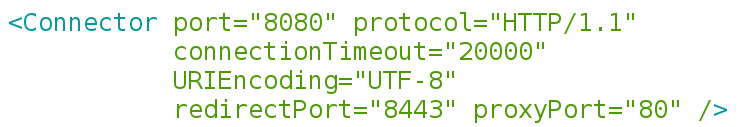 <Connector port="8080" protocol="HTTP/1.1"
connectionTimeout="20000"
URIEncoding="UTF-8"
redirectPort="8443" proxyPort="80" />